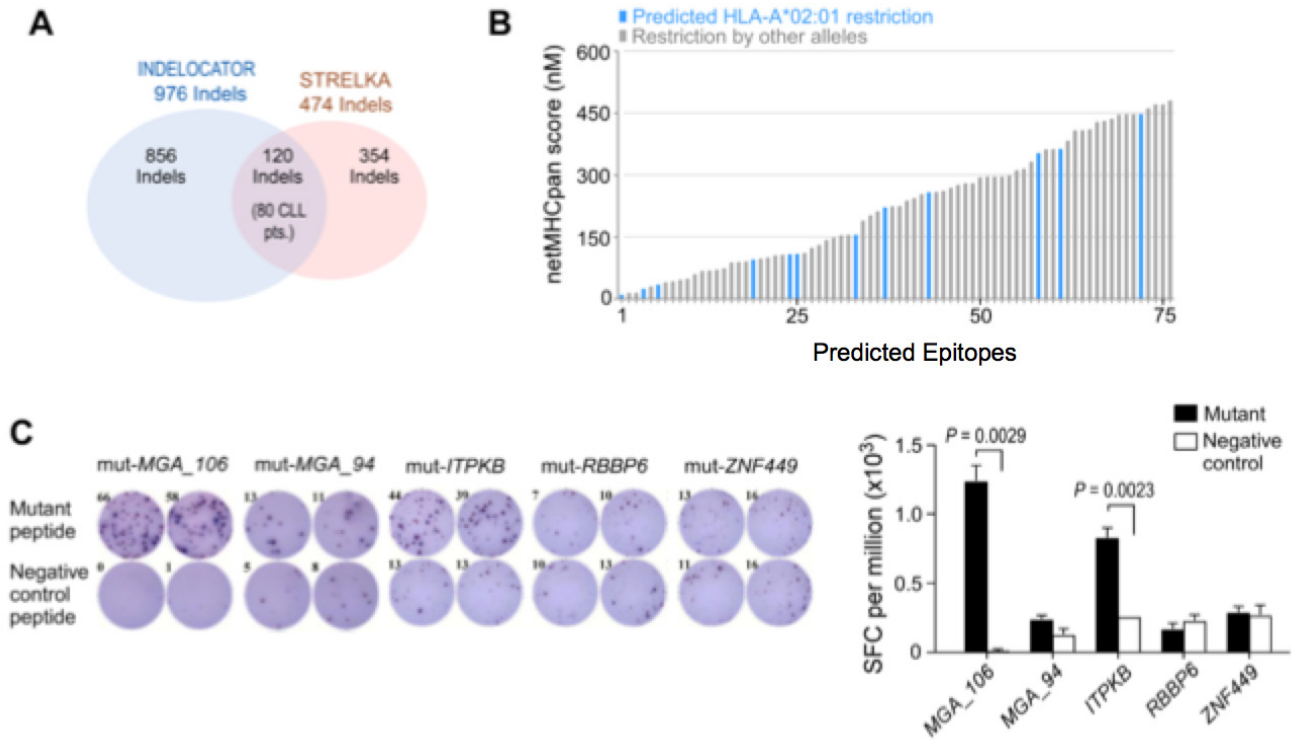 A
INDELOCATOR
976 Indels
STRELKA
474 Indels
856
Indels
120
Indels
(80 CLL
pts.)
354
Indels
B
Predicted HLA-A*02:01 restriction
Restriction by other alleles
netMHCpan score (nM)
600
450
300
150
0
1
25
50
75
Predicted Epitopes
C
mut-MGA_106
mut-MGA_94
mut-ITPKB
mut-RBBP6
mut-ZNF449
Mutant
peptide
66
58
13
11
44
39
7
10
13
16
Negative
control
peptide
0
1
5
8
13
13
10
13
11
16
Mutant
Negative
control
SFC per million (x10³)
1.5
1.0
0.5
0
P = 0.0029
P = 0.0023
MGA_106
MGA_94
ITPKB
RBBP6
ZNF449